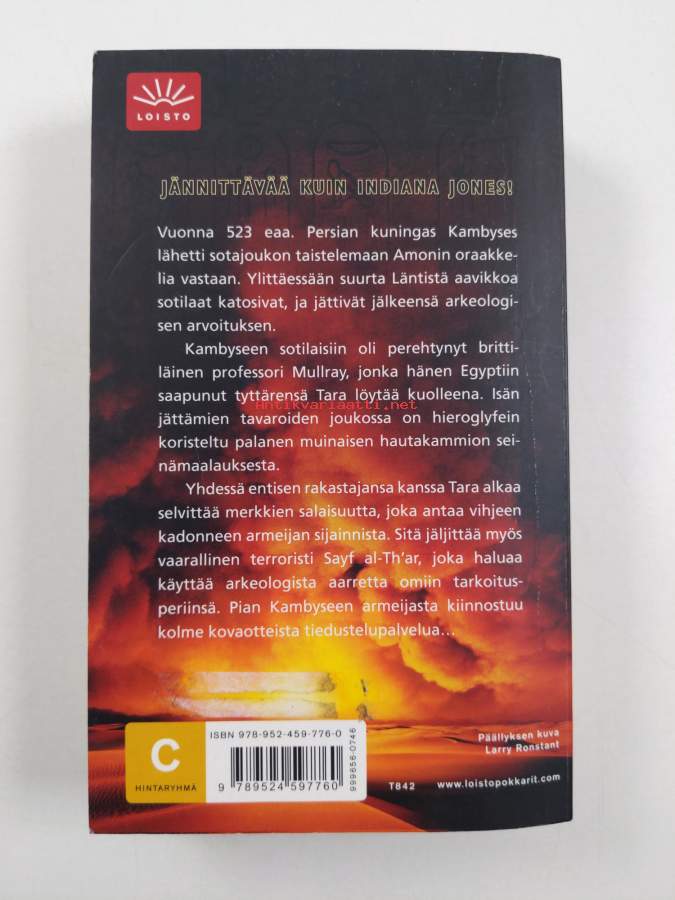 LOISTO
JÄNNITTÄVÄÄ KUIN INDIANA JONES!
Vuonna 523 eaa. Persian kuningas Kambyses
lähetti sotajoukon taistelemaan Amonin oraakke-
lia vastaan. Ylittäessään suurta Läntistä aavikkoa
sotilaat katosivat, ja jättivät jälkeensä arkeologi-
sen arvoituksen.
Kambyseen sotilaisiin oli perehtynyt britti-
läinen professori Mullray, jonka hänen Egyptiin
saapunut tyttärensä Tara löytää kuolleena. Isän
Antikvariaatti.net
jättämien tavaroiden joukossa on hieroglyfein
koristeltu palanen muinaisen hautakammion sei-
nämaalauksesta.
Yhdessä entisen rakastajansa kanssa Tara alkaa
selvittää merkkien salaisuutta, joka antaa vihjeen
kadonneen armeijan sijainnista. Sitä jäljittää myös
vaarallinen terroristi Sayf al-Th'ar, joka haluaa
käyttää arkeologista aarretta omiin tarkoitus-
periinsä. Pian Kambyseen armeijasta kiinnostuu
kolme kovaotteista tiedustelupalvelua...
C
HINTARYHMÄ
ISBN 978-952-459-776-0
9 789524 597760
999656-0746
Päällyksen kuva
Larry Ronstant
T842
www.loistopokkarit.com